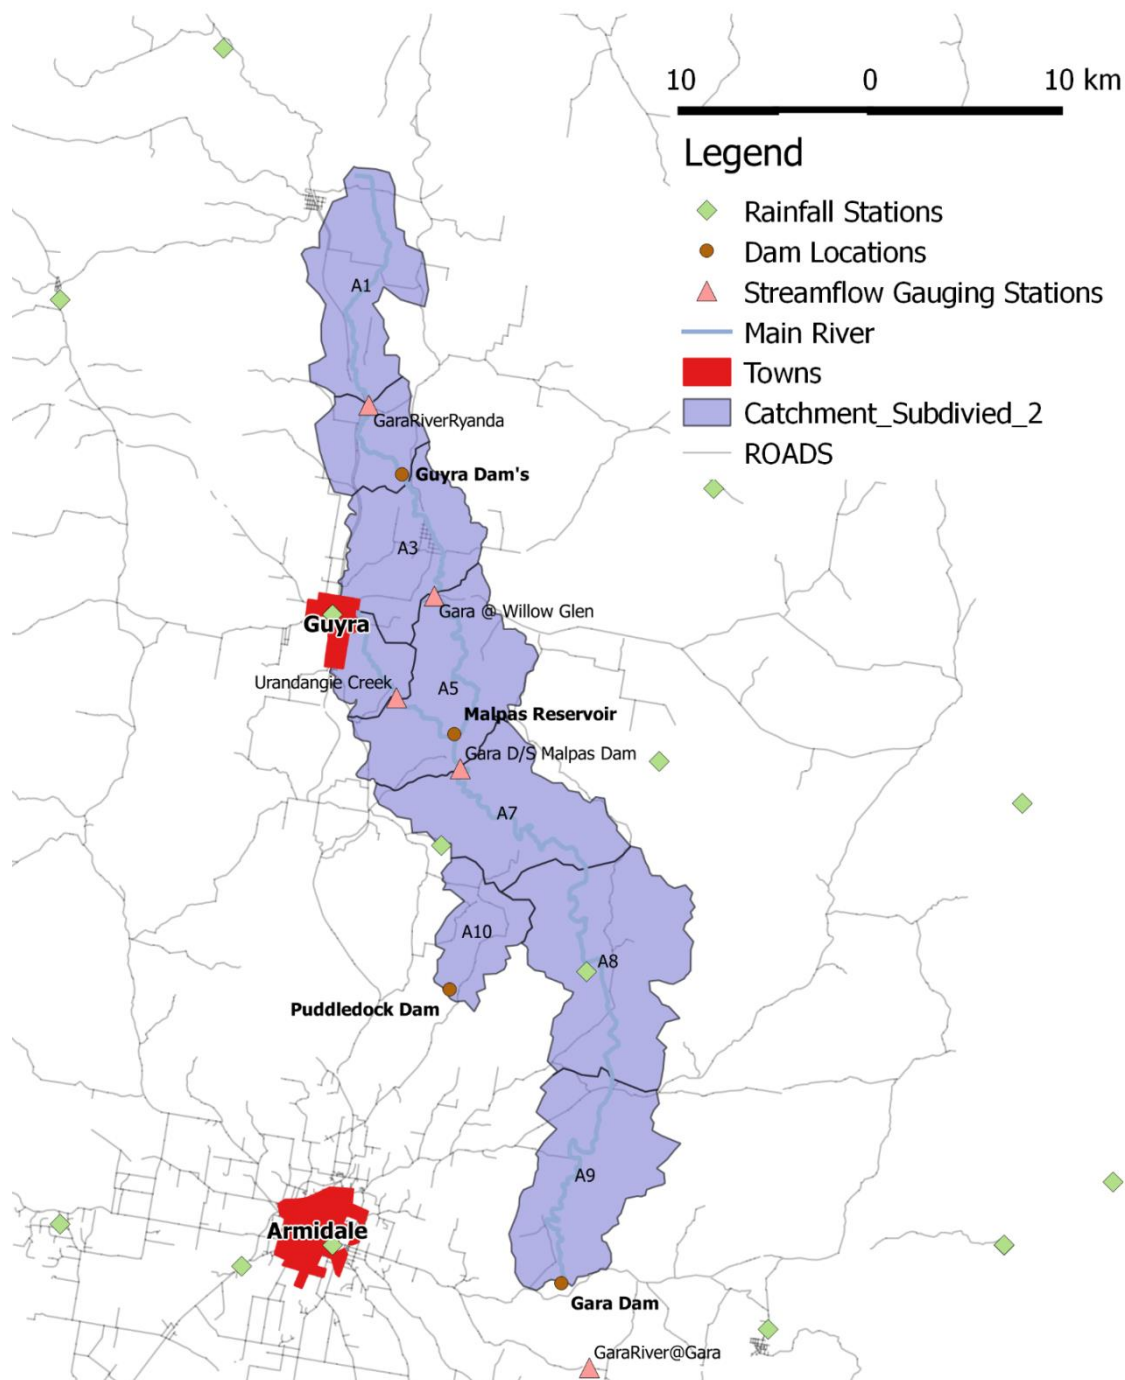 10 0 10 km
Legend
Rainfall Stations
Dam Locations
Streamflow Gauging Stations
Main River
Towns
Catchment_Subdivied_2
ROADS
A1
GaraRiverRyanda
Guyra Dam's
A3
Gara @ Willow Glen
Guyra
Urandangie Creek
A5
Malpas Reservoir
Gara D/S Malpas Dam
A7
A10
A8
Puddledock Dam
A9
Armidale
Gara Dam
GaraRiver@Gara